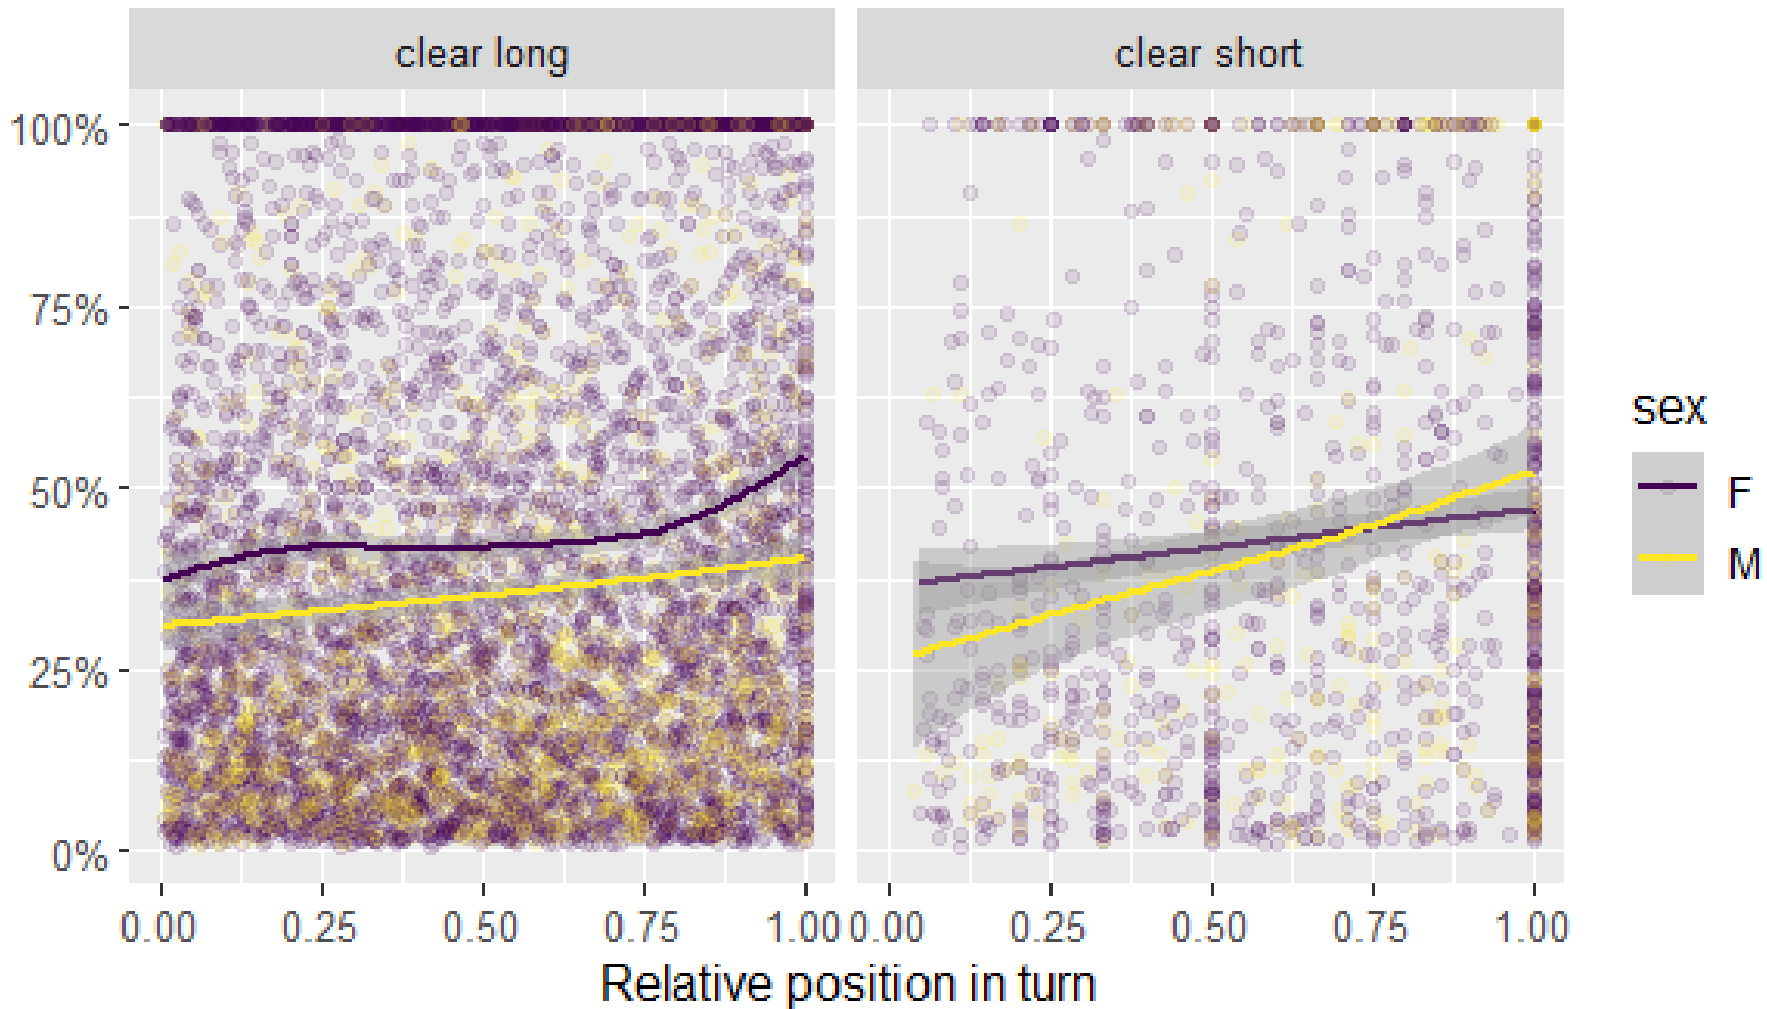 clear long
clear short
100%
75%
50%
25%
0%
sex
F
M
0.00 0.25 0.50 0.75 1.00 0.00 0.25 0.50 0.75 1.00
Relative position in turn